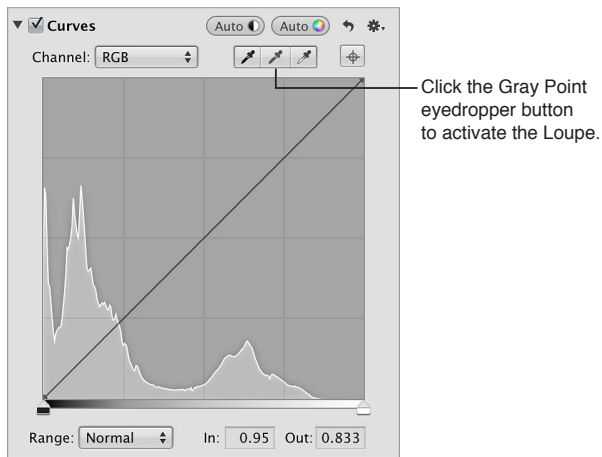 Curves
Auto
Auto
Channel: RGB
Click the Gray Point
eyedropper button
to activate the Loupe.
Range: Normal
In: 0.95 Out: 0.833